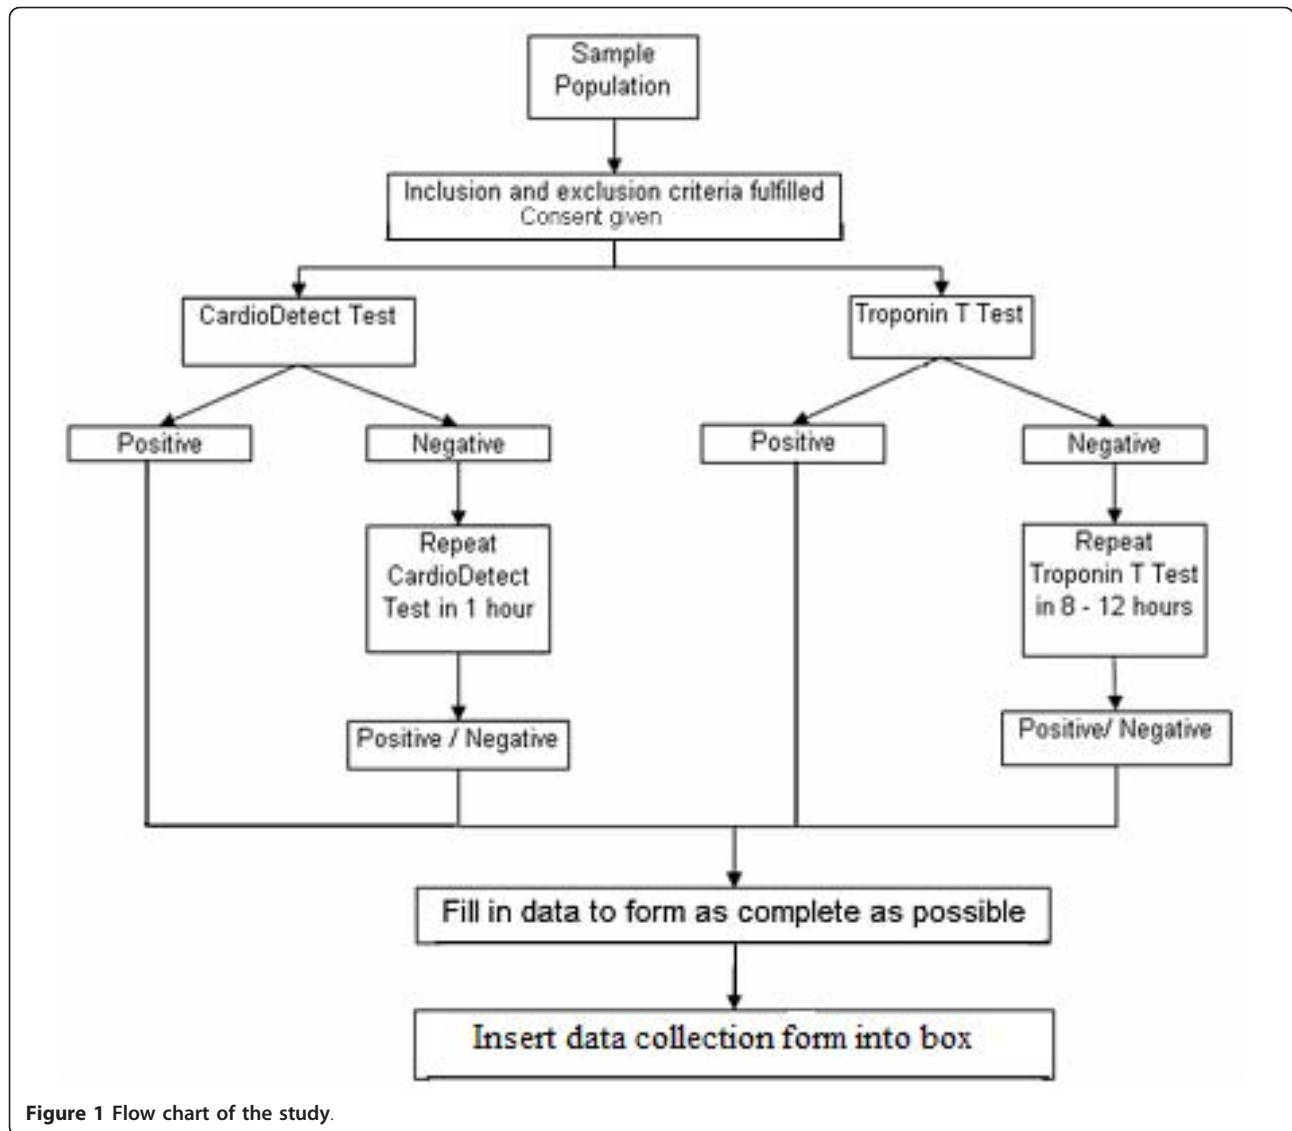 Sample
Population
Inclusion and exclusion criteria fulfilled
Consent given
CardioDetect Test
Troponin T Test
Positive
Negative
Positive
Negative
Repeat
CardioDetect
Test in 1 hour
Repeat
Troponin T Test
in 8 - 12 hours
Positive / Negative
Positive/ Negative
Fill in data to form as complete as possible
Insert data collection form into box
Figure 1 Flow chart of the study.